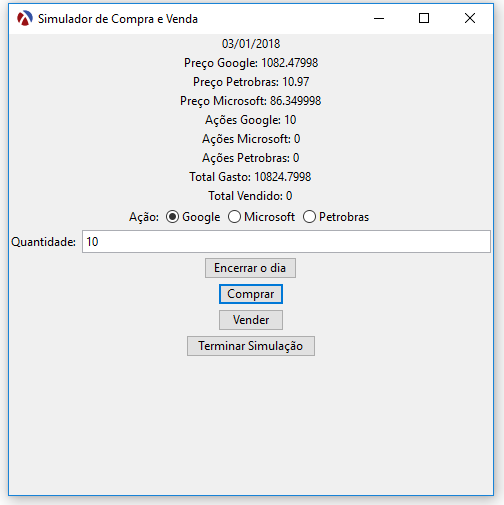 Simulador de Compra e Venda
03/01/2018
Preço Google: 1082.47998
Preço Petrobras: 10.97
Preço Microsoft: 86.349998
Ações Google: 10
Ações Microsoft: 0
Ações Petrobras: 0
Total Gasto: 10824.7998
Total Vendido: 0
Ação: Google Microsoft Petrobras
Quantidade: 10
Encerrar o dia
Comprar
Vender
Terminar Simulação